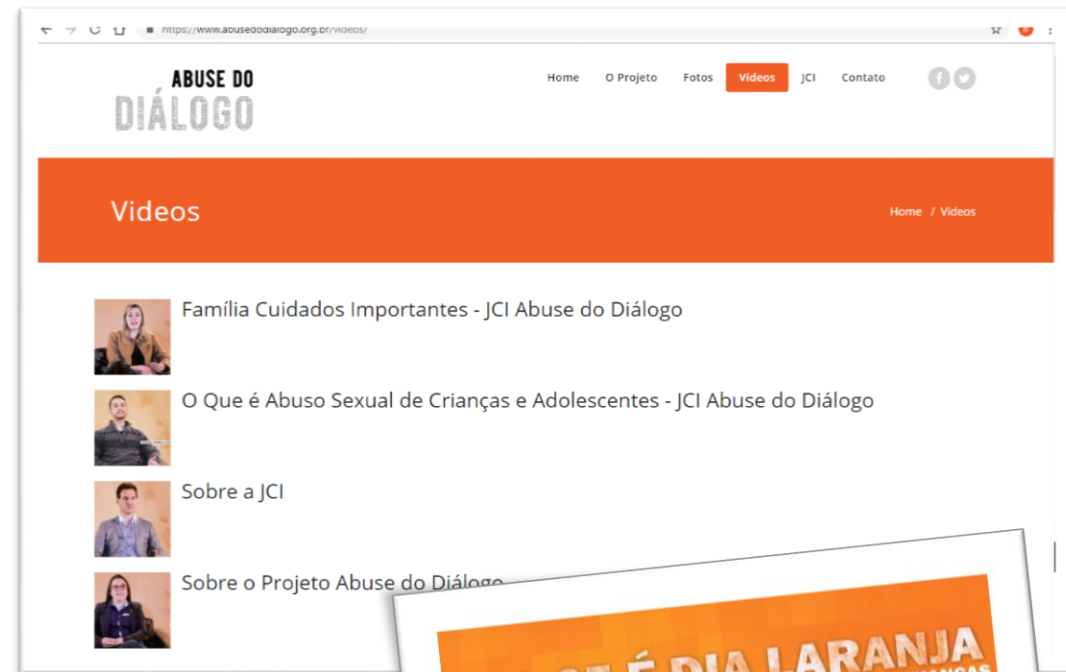 https://www.abusedodialogo.org.br/videos/
ABUSE DO
DIÁLOGO
Home O Projeto Fotos Vídeos JCI Contato
Videos
Home / Videos
Família Cuidados Importantes - JCI Abuse do Diálogo
O Que é Abuso Sexual de Crianças e Adolescentes - JCI Abuse do Diálogo
Sobre a JCI
Sobre o Projeto Abuse do Diálogo
É DIA LARANJA